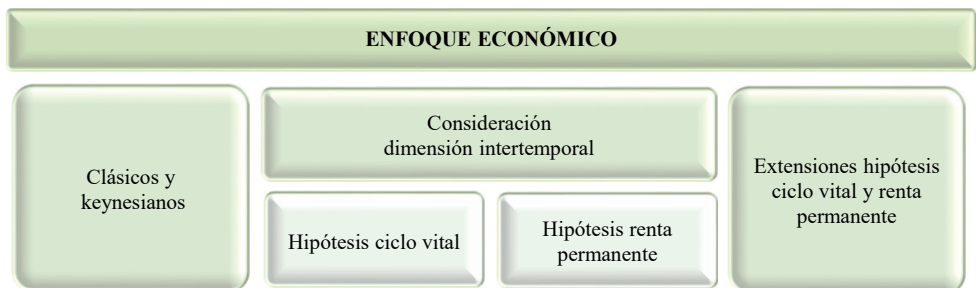 ENFOQUE ECONÓMICO
Clásicos y
keynesianos
Consideración
dimensión intertemporal
Hipótesis ciclo vital
Hipótesis renta
permanente
Extensiones hipótesis
ciclo vital y renta
permanente